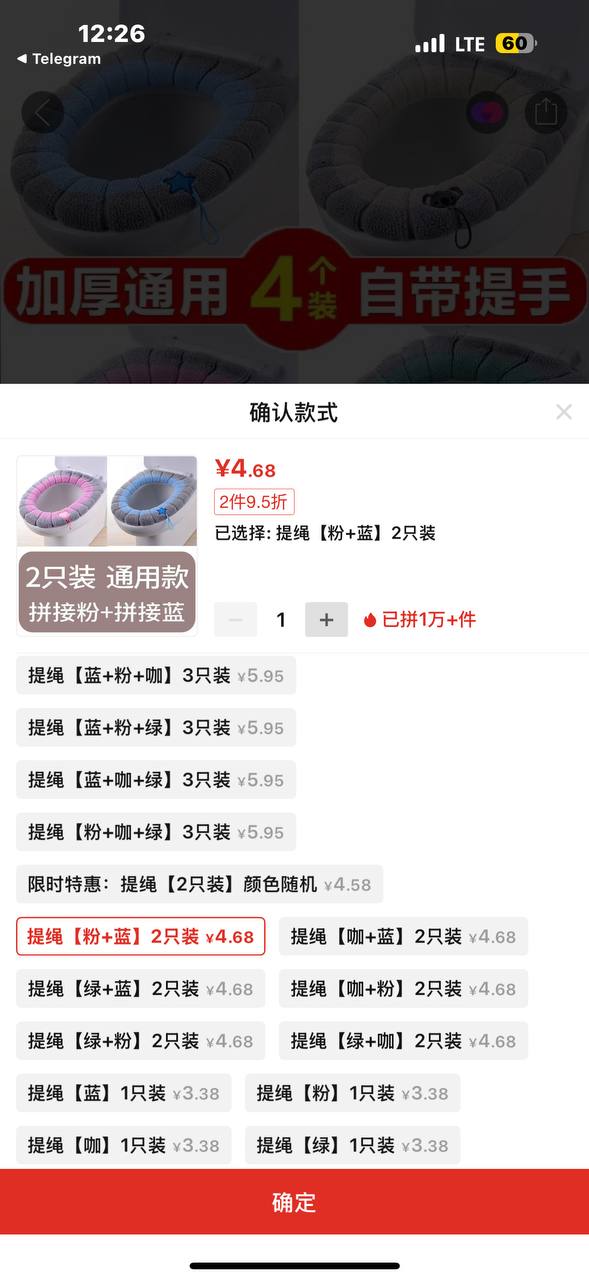 12:26
LTE 60
◀ Telegram
加厚通用 4个装 自带提手
确认款式
¥4.68
2件9.5折
已选择: 提绳【粉+蓝】2只装
2只装 通用款
拼接粉+拼接蓝
1
已拼1万+件
提绳【蓝+粉+咖】3只装 ¥5.95
提绳【蓝+粉+绿】3只装 ¥5.95
提绳【蓝+咖+绿】3只装 ¥5.95
提绳【粉+咖+绿】3只装 ¥5.95
限时特惠：提绳【2只装】颜色随机 ¥4.58
提绳【粉+蓝】2只装 ¥4.68
提绳【咖+蓝】2只装 ¥4.68
提绳【绿+蓝】2只装 ¥4.68
提绳【咖+粉】2只装 ¥4.68
提绳【绿+粉】2只装 ¥4.68
提绳【绿+咖】2只装 ¥4.68
提绳【蓝】1只装 ¥3.38
提绳【粉】1只装 ¥3.38
提绳【咖】1只装 ¥3.38
提绳【绿】1只装 ¥3.38
确定